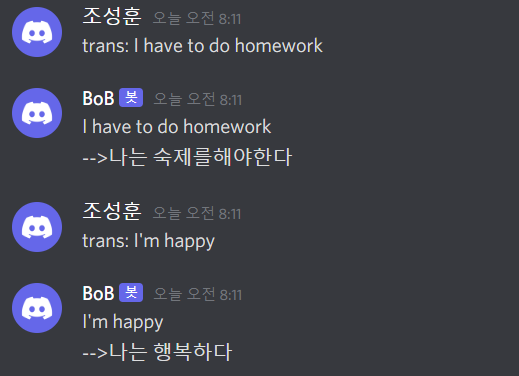 조성훈 오늘 오전 8:11
trans: I have to do homework
BoB 봇 오늘 오전 8:11
I have to do homework
-->나는 숙제를해야한다
조성훈 오늘 오전 8:11
trans: I'm happy
BoB 봇 오늘 오전 8:11
I'm happy
-->나는 행복하다